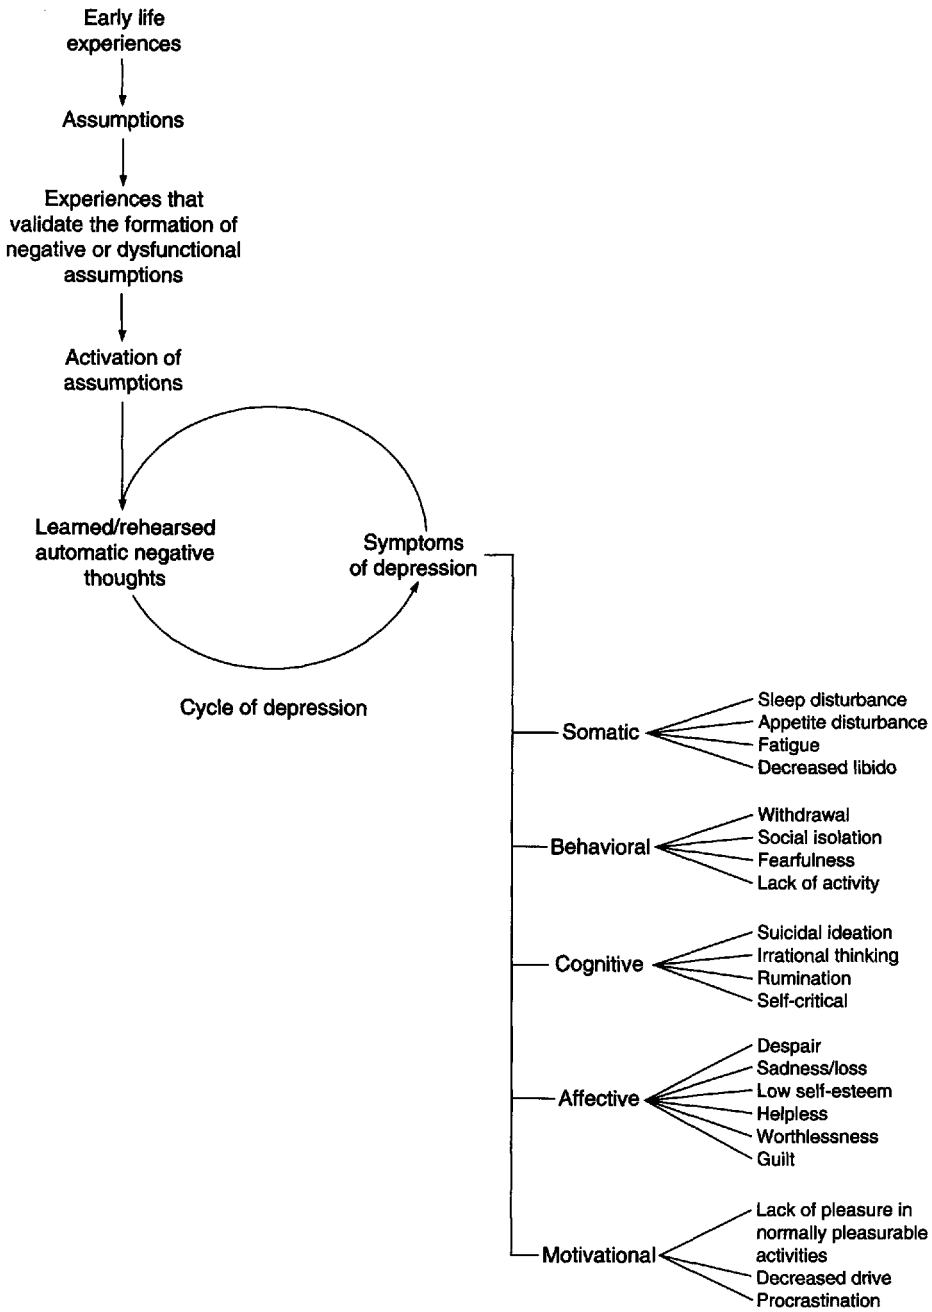 Early life
experiences
Assumptions
Experiences that
validate the formation of
negative or dysfunctional
assumptions
Activation of
assumptions
Learned/rehearsed
automatic negative
thoughts
Symptoms
of depression
Cycle of depression
Somatic
Sleep disturbance
Appetite disturbance
Fatigue
Decreased libido
Behavioral
Withdrawal
Social isolation
Fearfulness
Lack of activity
Cognitive
Suicidal ideation
Irrational thinking
Rumination
Self-critical
Affective
Despair
Sadness/loss
Low self-esteem
Helpless
Worthlessness
Guilt
Motivational
Lack of pleasure in
normally pleasurable
activities
Decreased drive
Procrastination